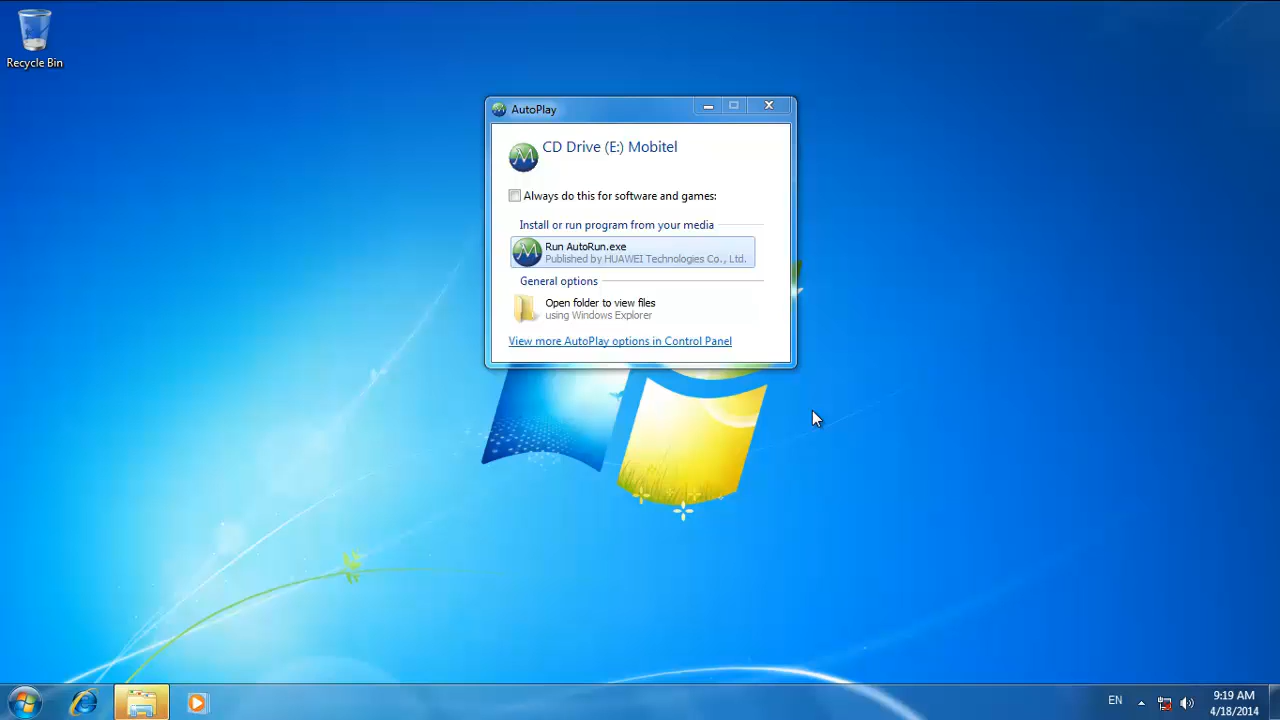 Recycle Bin
AutoPlay
CD Drive (E:) Mobitel
Always do this for software and games:
Install or run program from your media
Run AutoRun.exe
Published by HUAWEI Technologies Co., Ltd.
General options
Open folder to view files
using Windows Explorer
View more AutoPlay options in Control Panel
EN
9:19 AM
4/18/2014